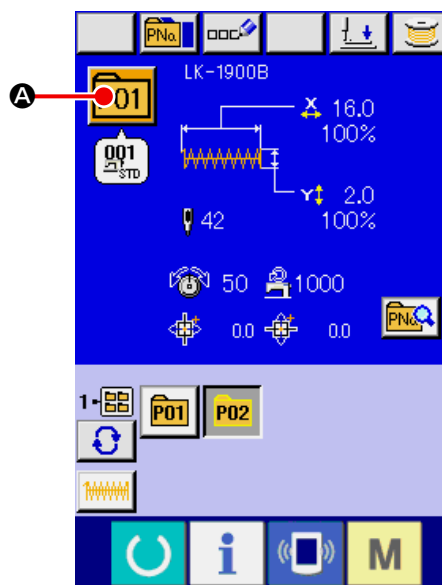 PNo.
LK-1900B
A
01
X 16.0
100%
001
STD
Y 2.0
42
100%
50
1000
0.0
0.0
PNo.
1-
P01
P02
i
M